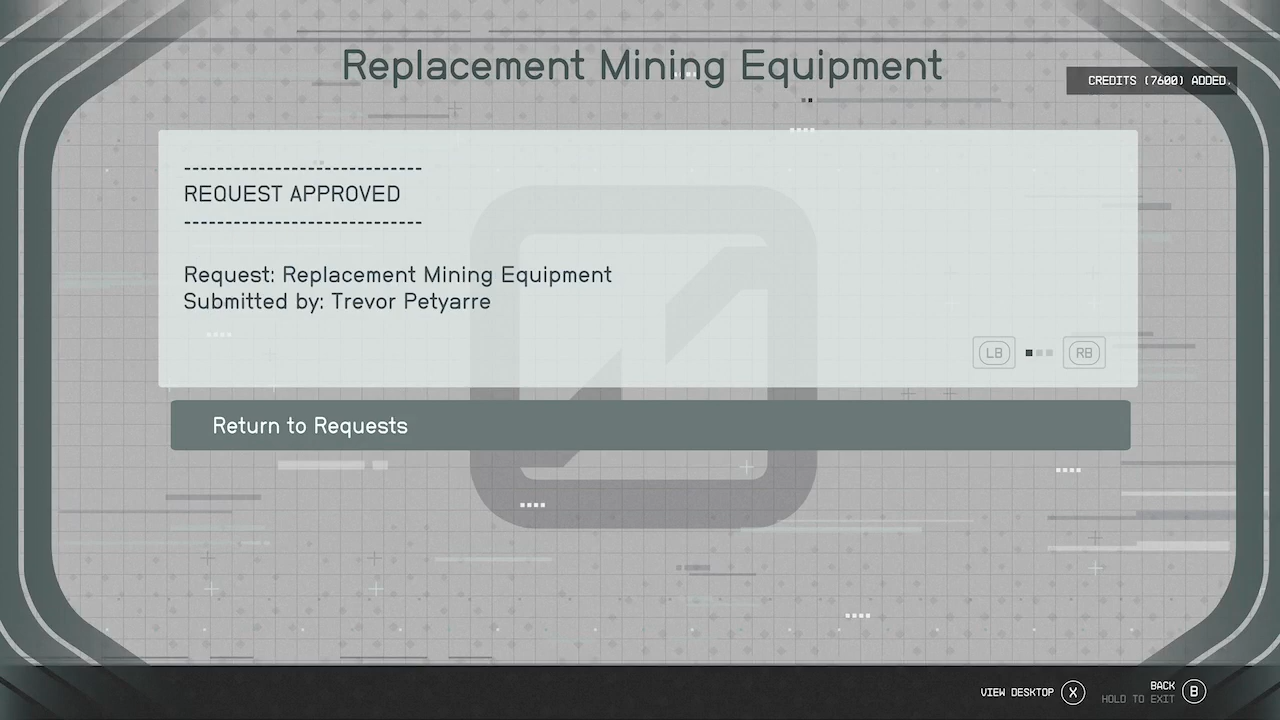 Replacement Mining Equipment
CREDITS (7600) ADDED.
-----------------------------
REQUEST APPROVED
-----------------------------
Request: Replacement Mining Equipment
Submitted by: Trevor Petyarre
LB
RB
Return to Requests
VIEW DESKTOP X
BACK B
HOLD TO EXIT